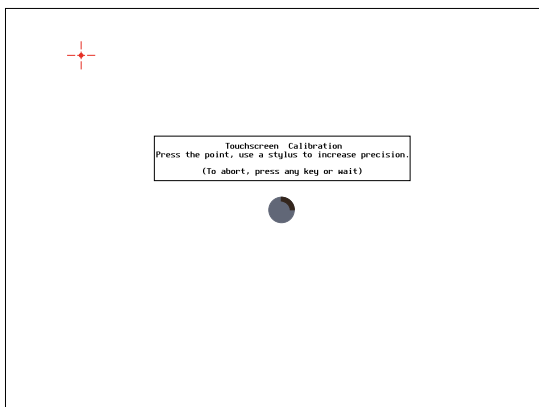 Touchscreen Calibration
Press the point, use a stylus to increase precision.
(To abort, press any key or wait)